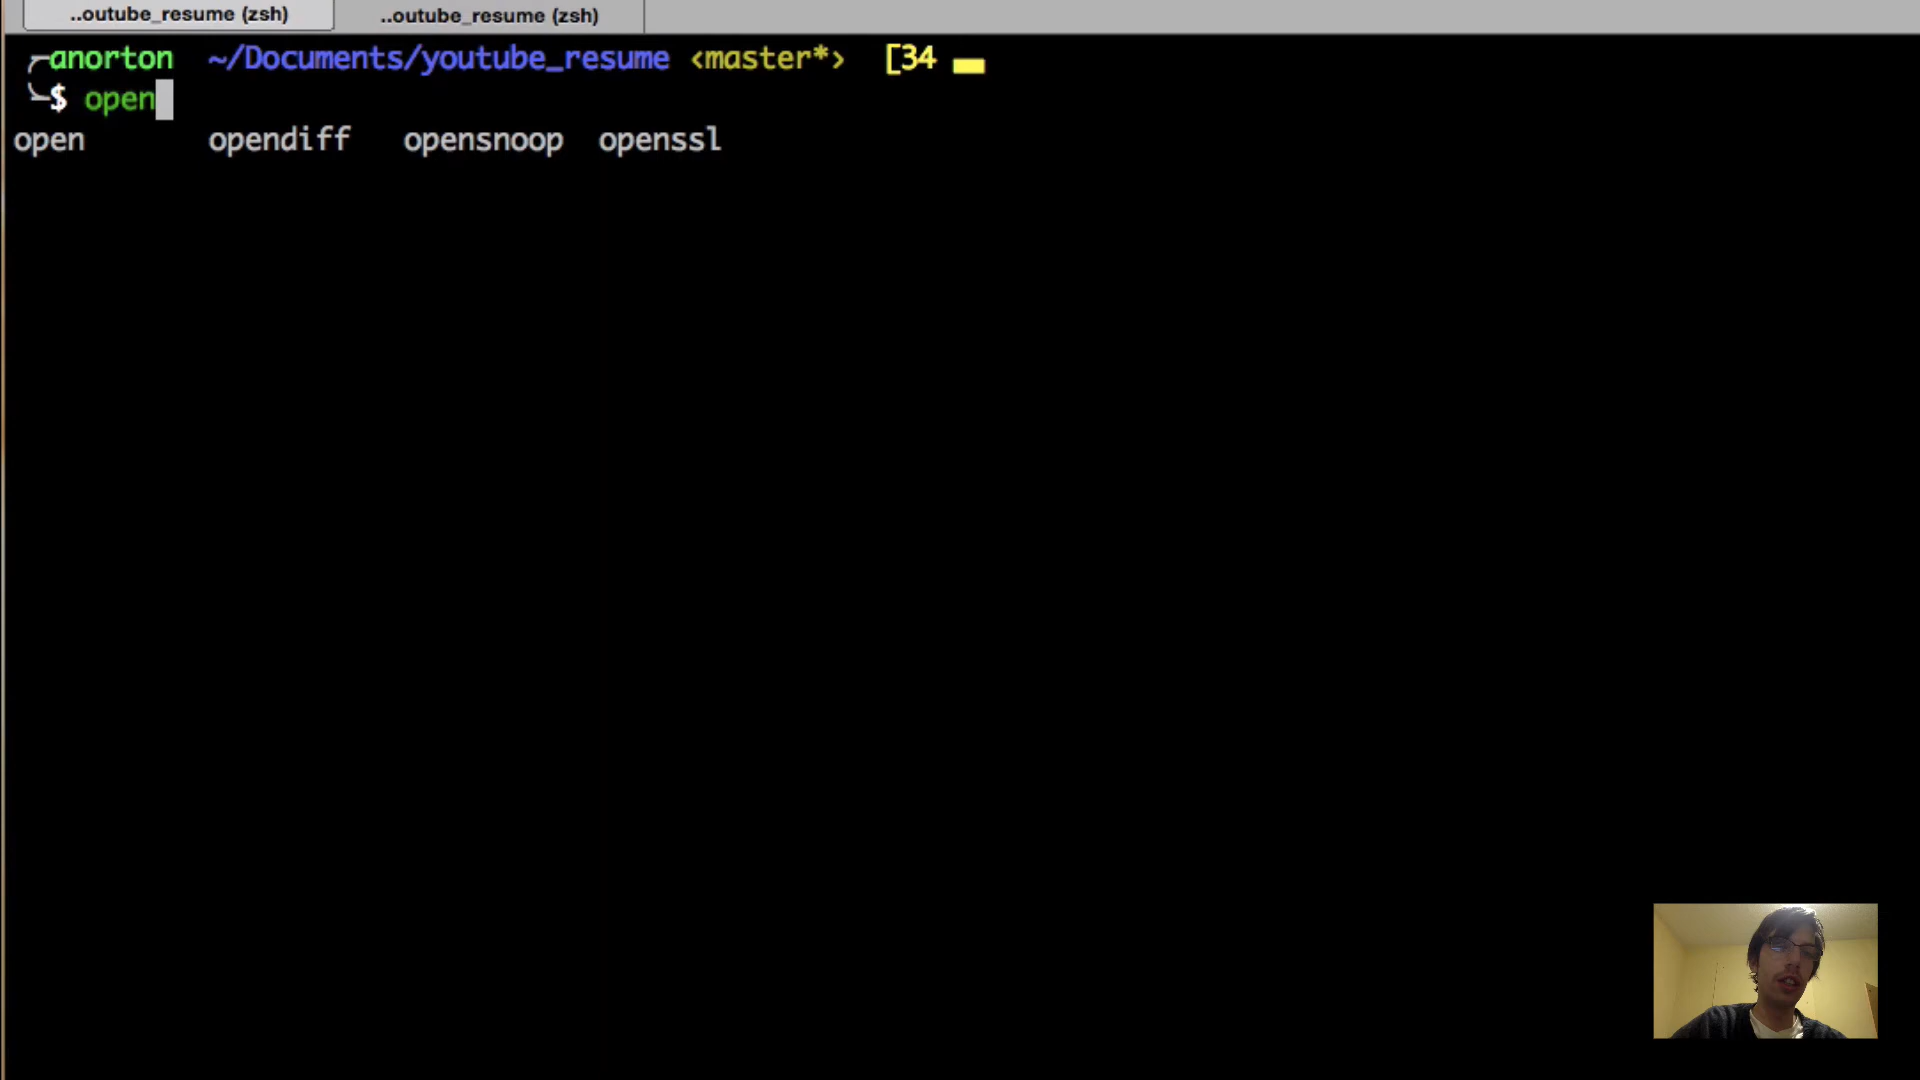 ..outube_resume (zsh) ..outube_resume (zsh)
anorton ~/Documents/youtube_resume <master*> [34
$ open
open opendiff opensnoop openssl